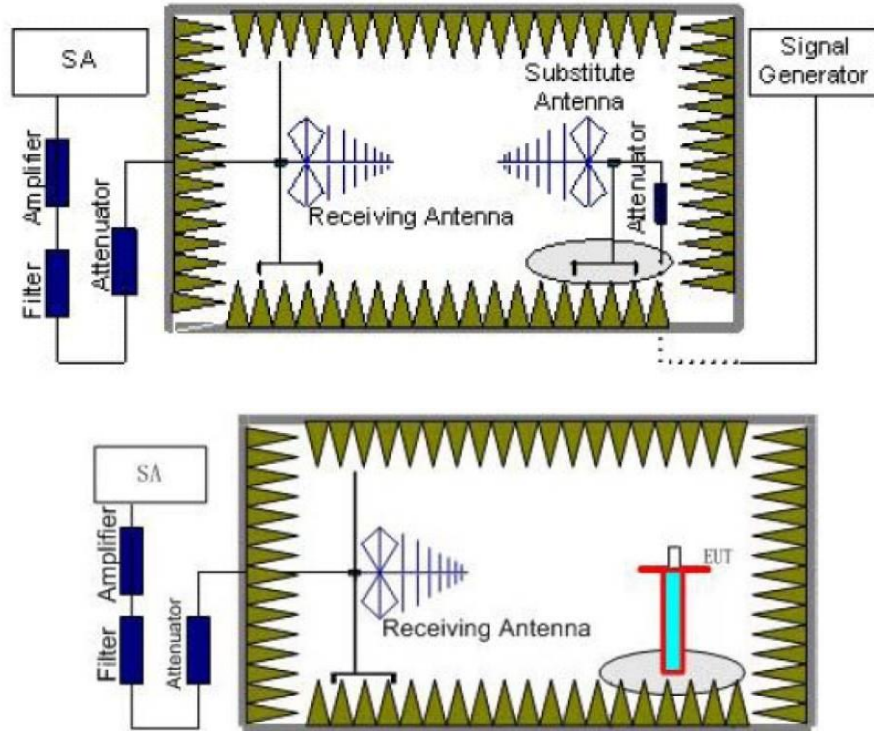 SA
Signal
Generator
Substitute
Antenna
Amplifier
Attenuator
Attenuator
Filter
Receiving Antenna
SA
Amplifier
EUT
Filter
Attenuator
Receiving Antenna